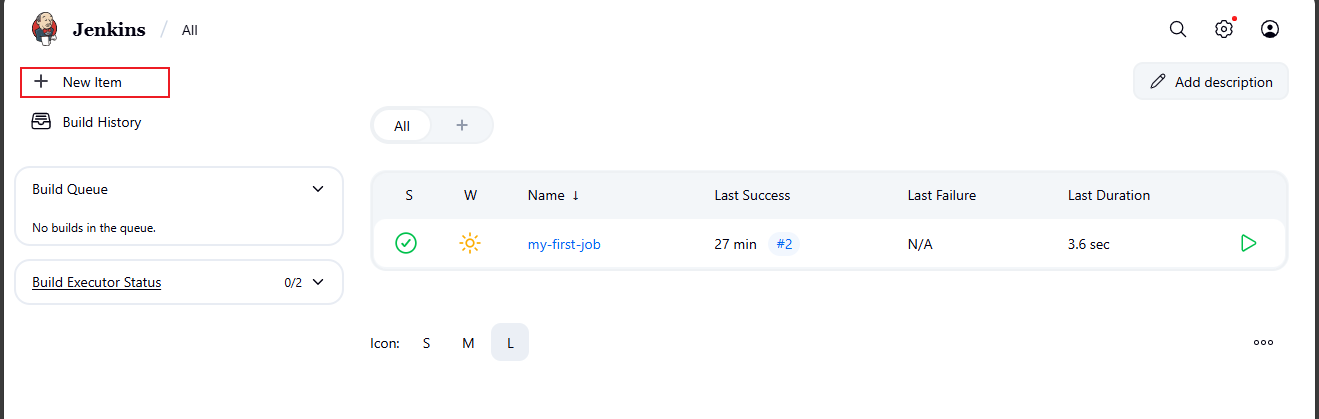 Jenkins / All
New Item
Add description
Build History
All +
Build Queue
No builds in the queue.
Build Executor Status 0/2
S W Name ↓ Last Success Last Failure Last Duration
my-first-job 27 min #2 N/A 3.6 sec
Icon: S M L